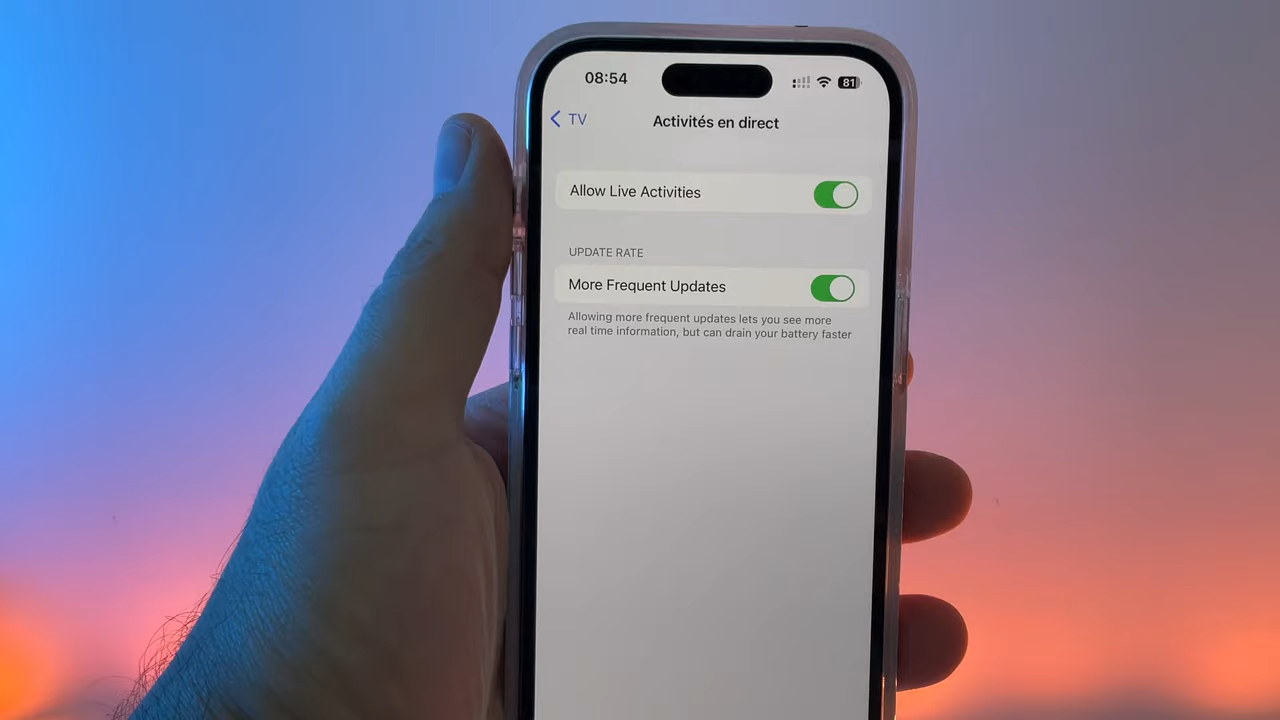 08:54
81
TV
Activités en direct
Allow Live Activities
UPDATE RATE
More Frequent Updates
Allowing more frequent updates lets you see more
real time information, but can drain your battery faster